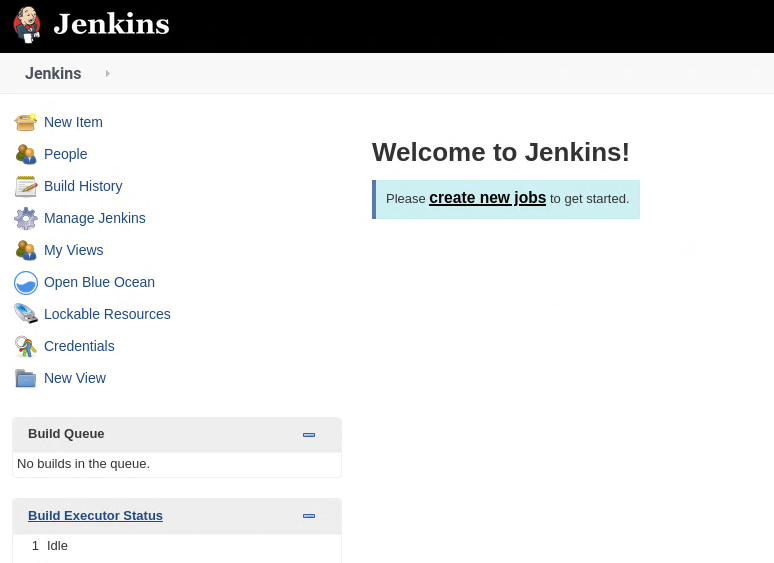 Jenkins
Jenkins
New Item
People
Build History
Manage Jenkins
My Views
Open Blue Ocean
Lockable Resources
Credentials
New View
Welcome to Jenkins!
Please create new jobs to get started.
Build Queue
No builds in the queue.
Build Executor Status
1 Idle